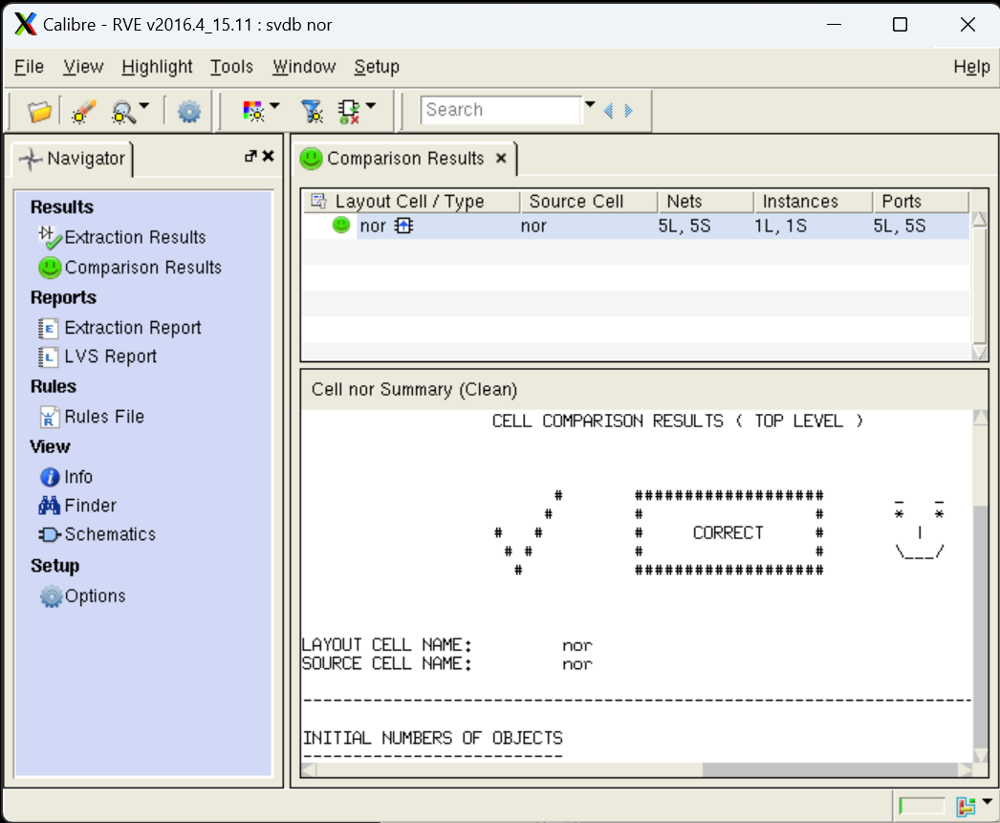 Calibre - RVE v2016.4_15.11 : svdb nor
File View Highlight Tools Window Setup Help
Search
Navigator
Results
Extraction Results
Comparison Results
Reports
Extraction Report
LVS Report
Rules
Rules File
View
Info
Finder
Schematics
Setup
Options
Comparison Results
Layout Cell / Type Source Cell Nets Instances Ports
nor nor 5L, 5S 1L, 1S 5L, 5S
Cell nor Summary (Clean)
CELL COMPARISON RESULTS ( TOP LEVEL )
# ################### _ _
# # # * *
# # # CORRECT # |
# # # # \___/
# ###################
LAYOUT CELL NAME: nor
SOURCE CELL NAME: nor
--------------------------------------------------------------------
INITIAL NUMBERS OF OBJECTS
--------------------------